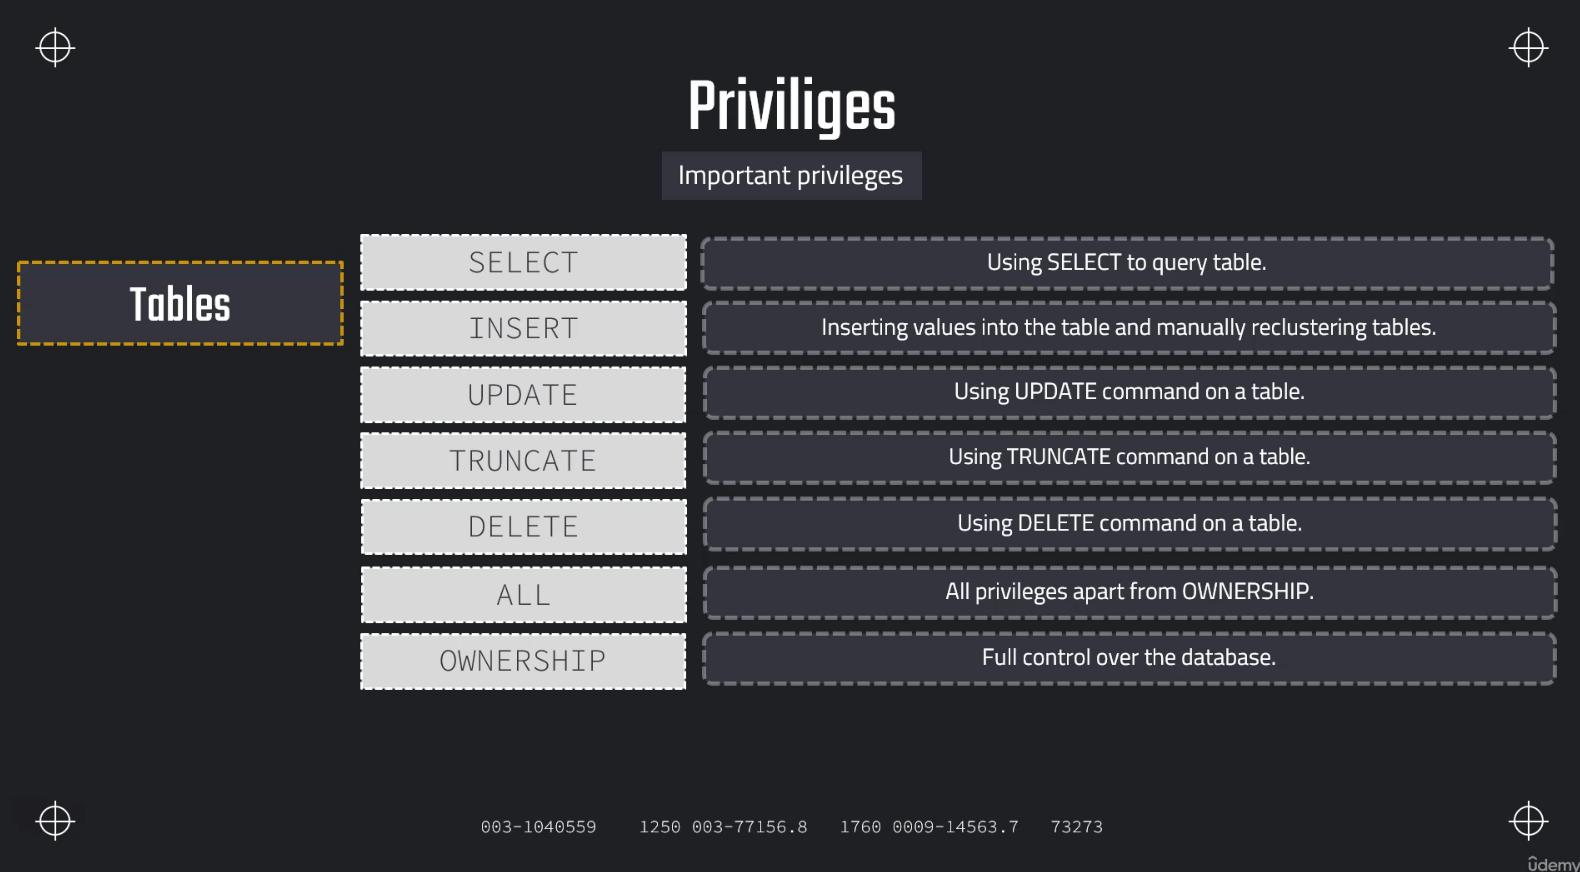 Priviliges
Important privileges
Tables
SELECT
Using SELECT to query table.
INSERT
Inserting values into the table and manually reclustering tables.
UPDATE
Using UPDATE command on a table.
TRUNCATE
Using TRUNCATE command on a table.
DELETE
Using DELETE command on a table.
ALL
All privileges apart from OWNERSHIP.
OWNERSHIP
Full control over the database.
003-1040559 1250 003-77156.8 1760 0009-14563.7 73273
ûdemy